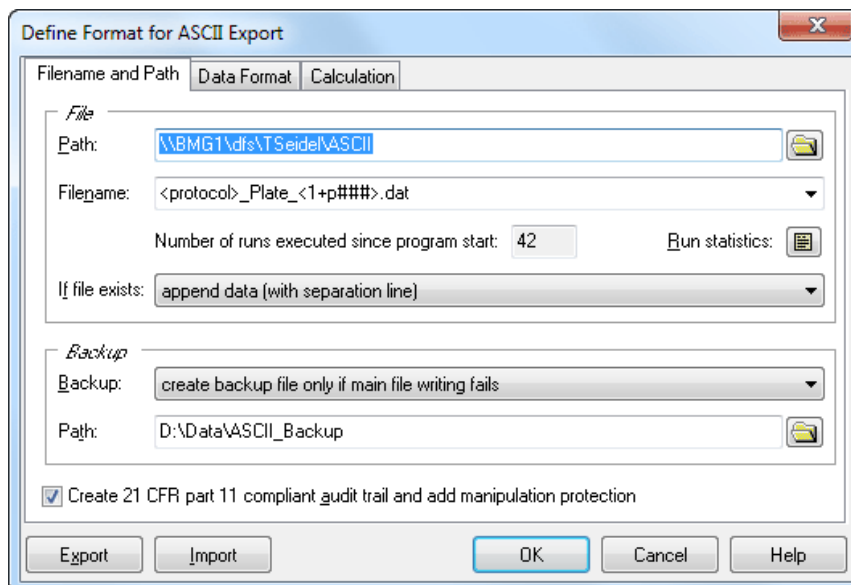 Define Format for ASCII Export
Filename and Path Data Format Calculation
File
Path: \\BMG1\dfs\TSeidel\ASCII
Filename: <protocol>_Plate_<1+p###>.dat
Number of runs executed since program start: 42 Run statistics:
If file exists: append data (with separation line)
Backup
Backup: create backup file only if main file writing fails
Path: D:\Data\ASCII_Backup
Create 21 CFR part 11 compliant audit trail and add manipulation protection
Export Import OK Cancel Help